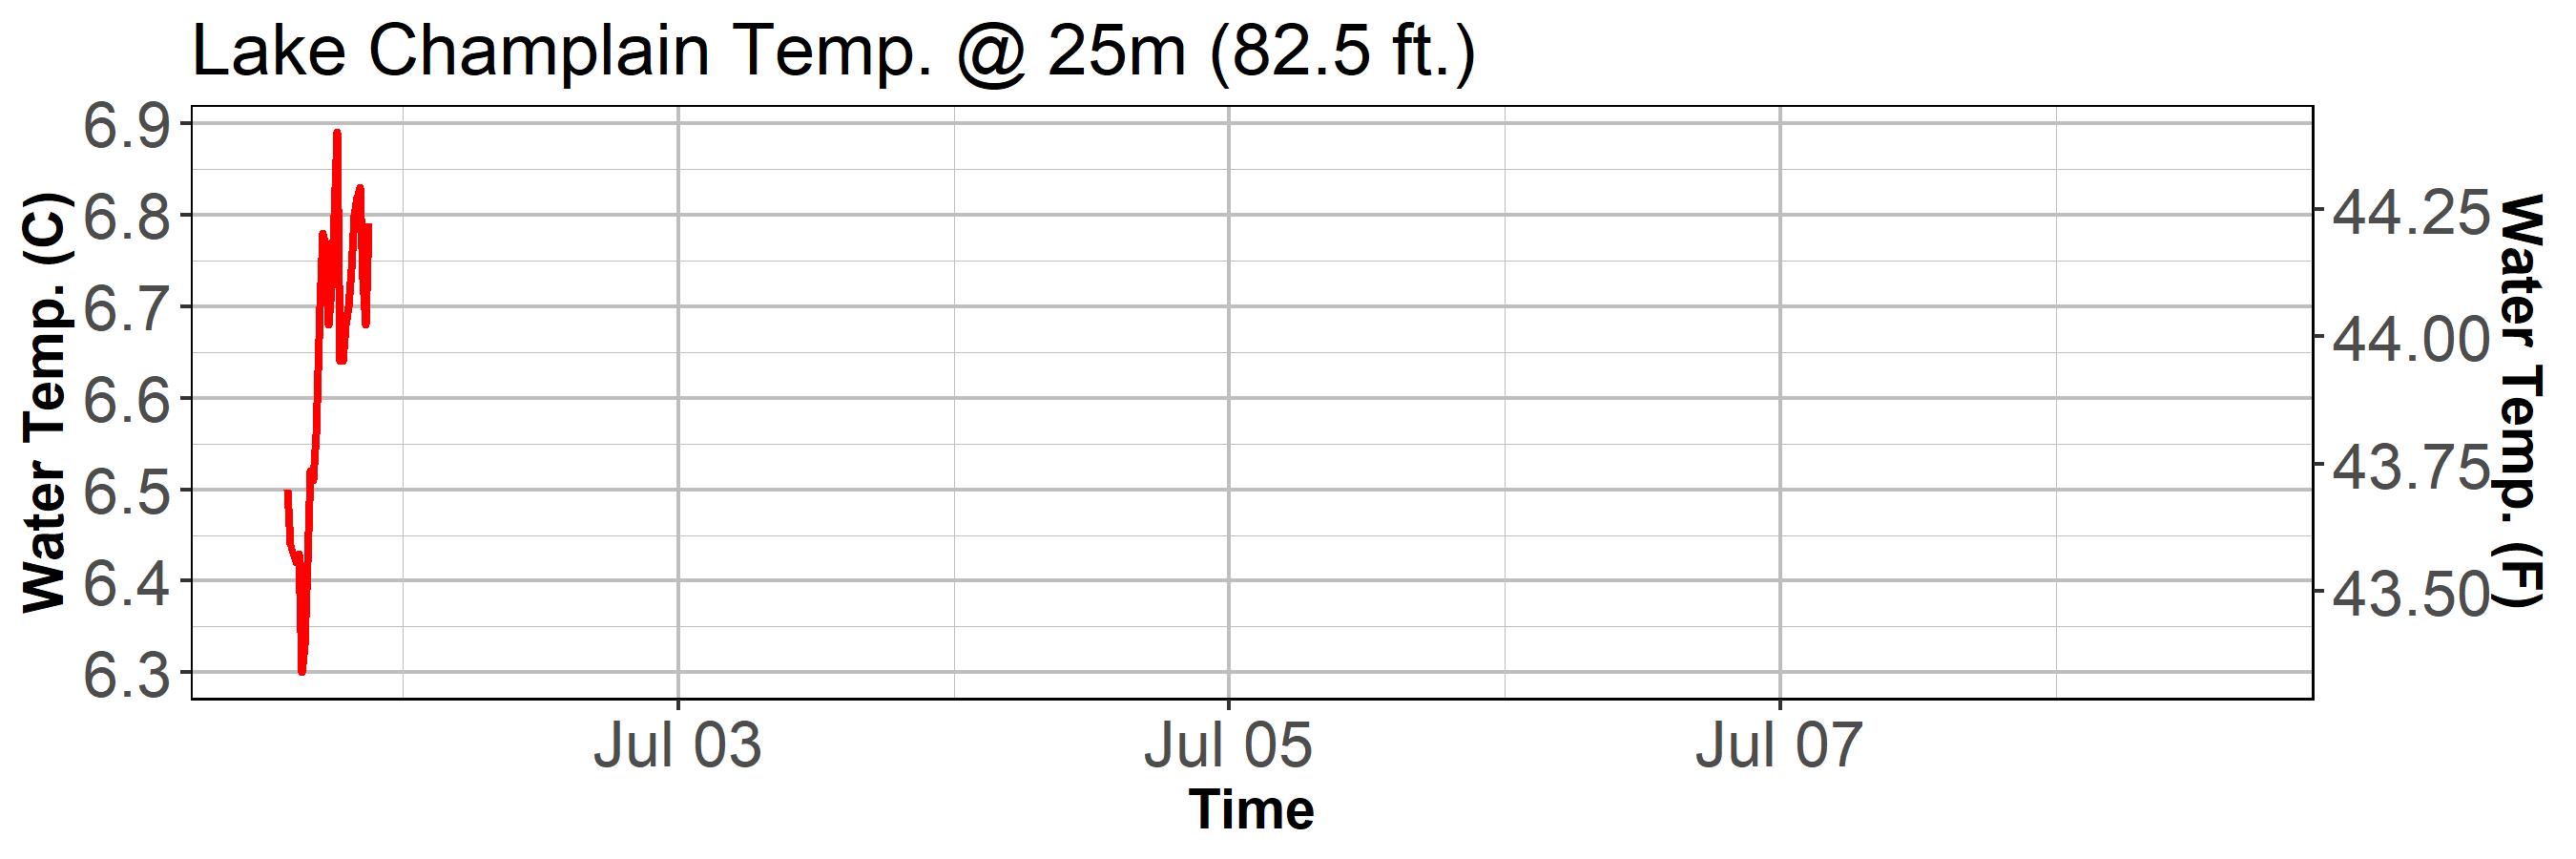 Lake Champlain Temp. @ 25m (82.5 ft.)
Water Temp. (C)
6.9
6.8
6.7
6.6
6.5
6.4
6.3
44.25
44.00
43.75
43.50
Water Temp. (F)
Jul 03 Jul 05 Jul 07
Time